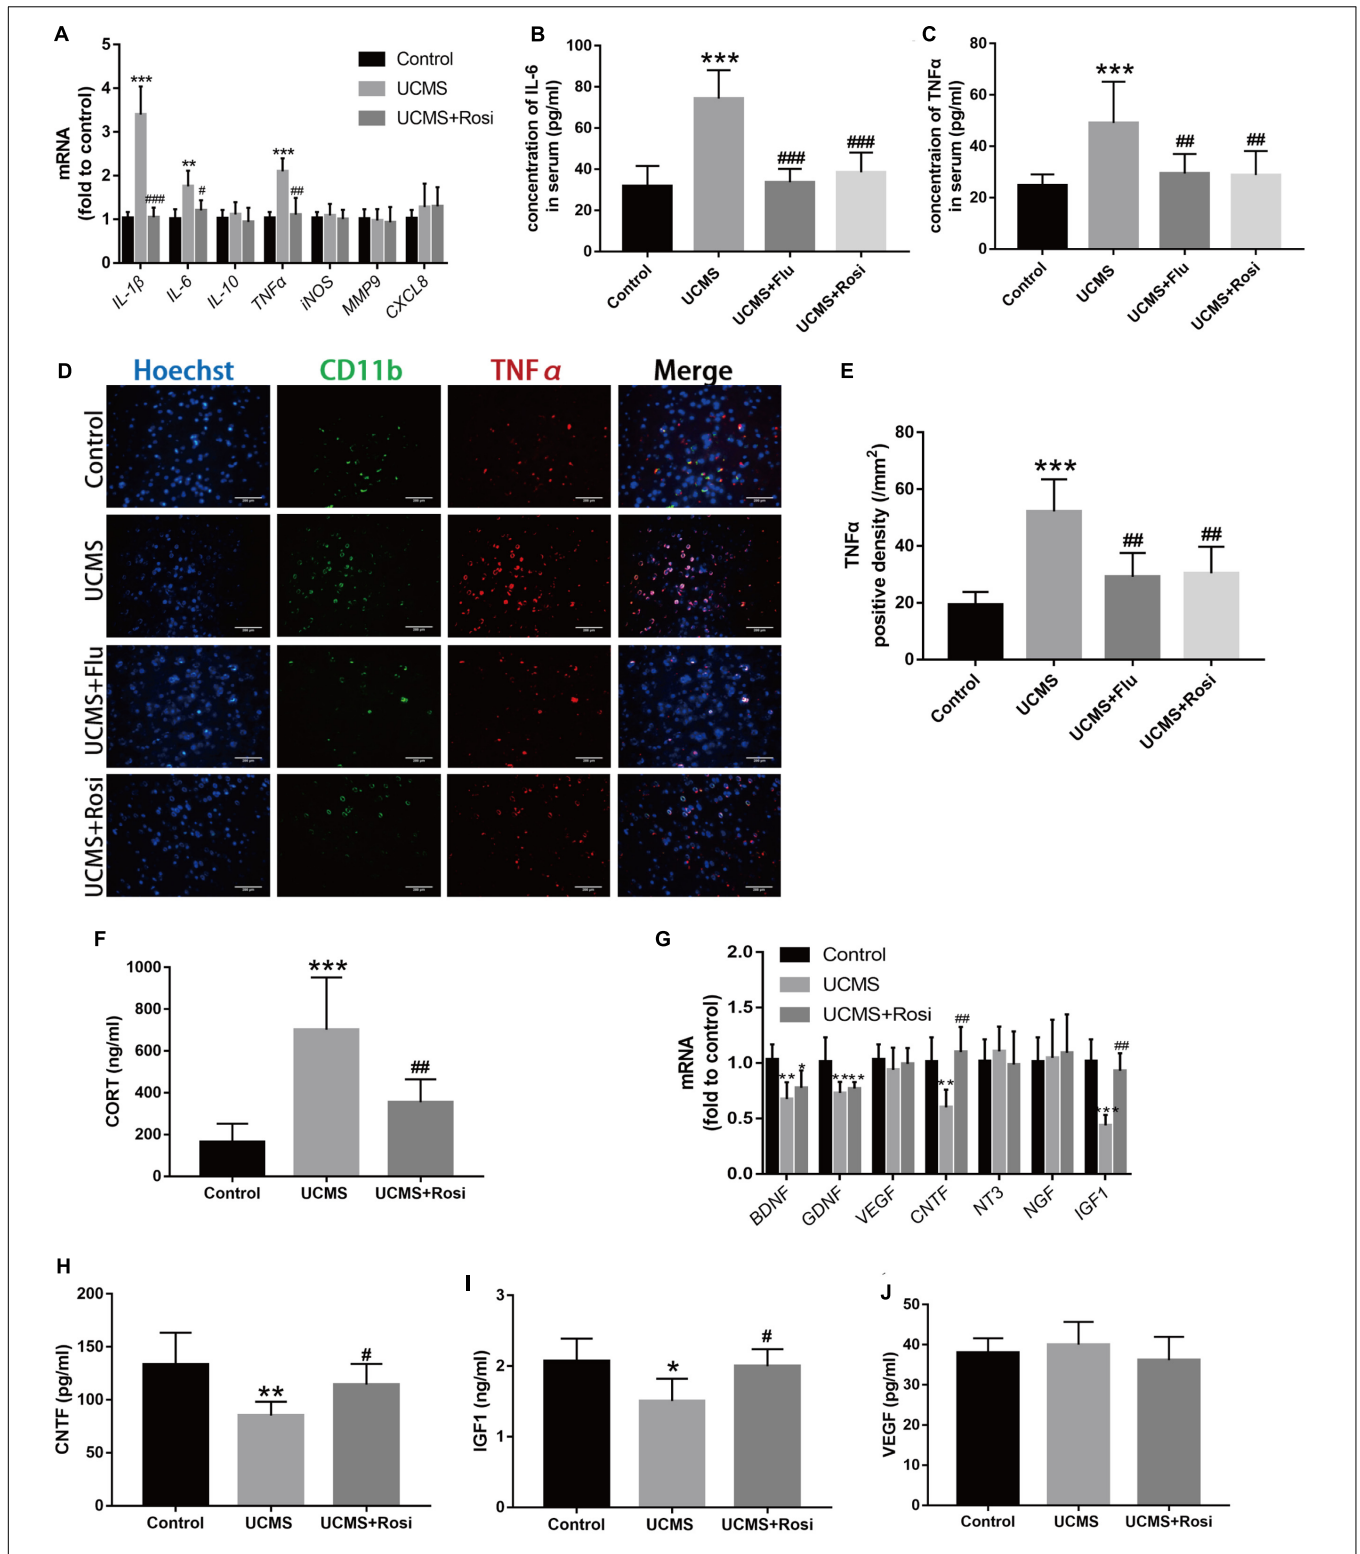 A
mRNA
(fold to control)
5
4
3
2
1
0
Control
UCMS
UCMS+Rosi
***
###
**
#
***
##
IL-1β
IL-6
IL-10
TNFα
iNOS
MMP9
CXCL8
B
concentration of IL-6
in serum (pg/ml)
100
80
60
40
20
0
***
###
###
Control
UCMS
UCMS+Flu
UCMS+Rosi
C
concentraion of TNFα
in serum (pg/ml)
80
60
40
20
0
***
##
##
Control
UCMS
UCMS+Flu
UCMS+Rosi
D
Hoechst
CD11b
TNF α
Merge
Control
UCMS
UCMS+Flu
UCMS+Rosi
E
TNFα
positive density (/mm²)
80
60
40
20
0
***
##
##
Control
UCMS
UCMS+Flu
UCMS+Rosi
F
CORT (ng/ml)
1000
800
600
400
200
0
***
##
Control
UCMS
UCMS+Rosi
G
mRNA
(fold to control)
2.0
1.5
1.0
0.5
0.0
Control
UCMS
UCMS+Rosi
**
*
**
**
**
##
***
##
BDNF
GDNF
VEGF
CNTF
NT3
NGF
IGF1
H
CNTF (pg/ml)
200
150
100
50
0
**
#
Control
UCMS
UCMS+Rosi
I
IGF1 (ng/ml)
3
2
1
0
*
#
Control
UCMS
UCMS+Rosi
J
VEGF (pg/ml)
50
40
30
20
10
0
Control
UCMS
UCMS+Rosi